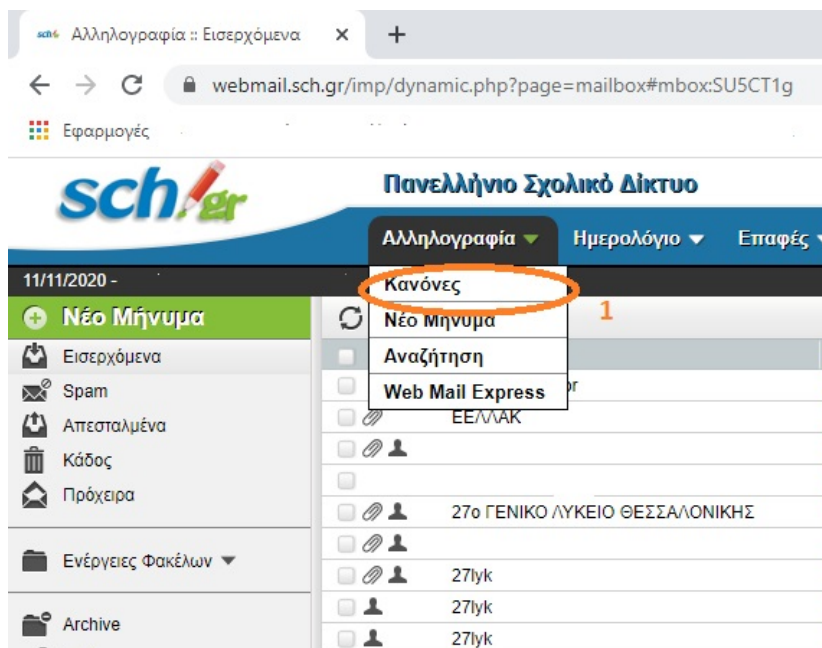 sch Αλληλογραφία :: Εισερχόμενα
webmail.sch.gr/imp/dynamic.php?page=mailbox#mbox:SU5CT1g
Εφαρμογές
sch.gr
Πανελλήνιο Σχολικό Δίκτυο
Αλληλογραφία Ημερολόγιο Επαφές
11/11/2020 -
Κανόνες
1
Νέο Μήνυμα
Νέο Μήνυμα
Εισερχόμενα
Αναζήτηση
Spam
Web Mail Express
or
Απεσταλμένα
ΕΕΛΛΑΚ
Κάδος
Πρόχειρα
27ο ΓΕΝΙΚΟ ΛΥΚΕΙΟ ΘΕΣΣΑΛΟΝΙΚΗΣ
Ενέργειες Φακέλων
27lyk
27lyk
Archive
27lyk